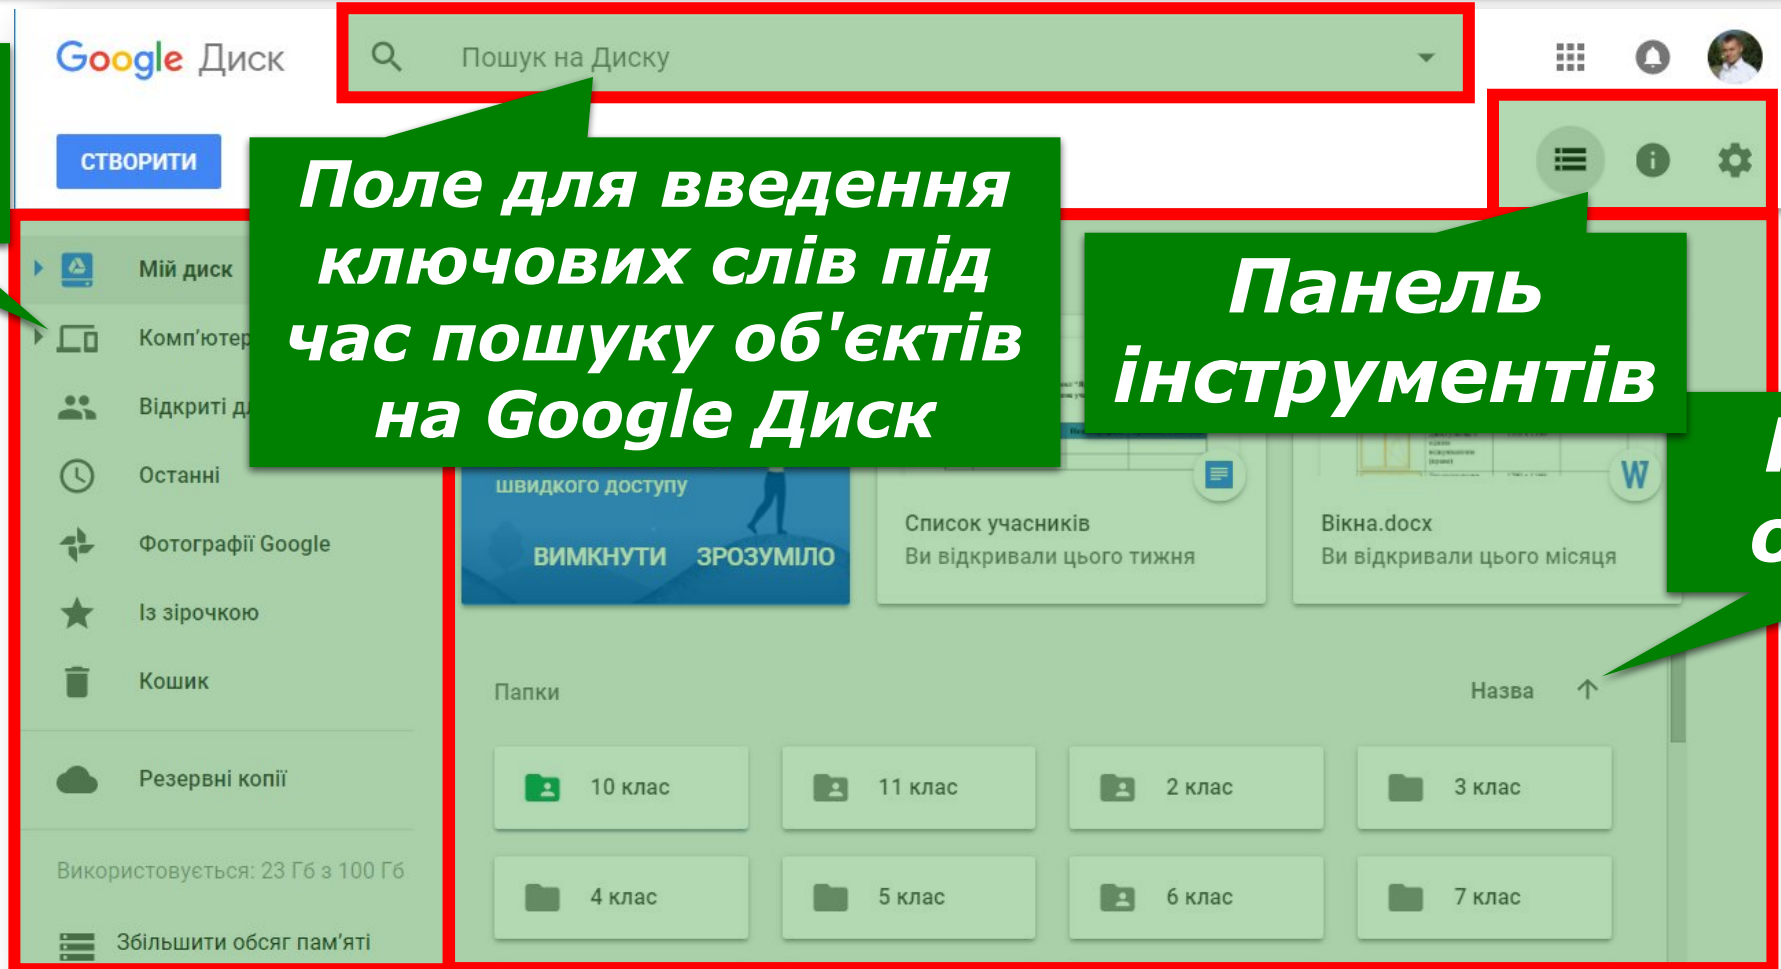 Google Диск
Пошук на Диску
СТВОРИТИ
Поле для введення
ключових слів під
час пошуку об'єктів
на Google Диск
Панель
інструментів
Мій диск
Комп'ютер
Відкриті д
Останні
Фотографії Google
Із зірочкою
Кошик
Резервні копії
Використовується: 23 Гб з 100 Гб
Збільшити обсяг пам'яті
швидкого доступу
ВИМКНУТИ ЗРОЗУМІЛО
Список учасників
Ви відкривали цього тижня
Вікна.docx
Ви відкривали цього місяця
Папки
Назва
10 клас
11 клас
2 клас
3 клас
4 клас
5 клас
6 клас
7 клас